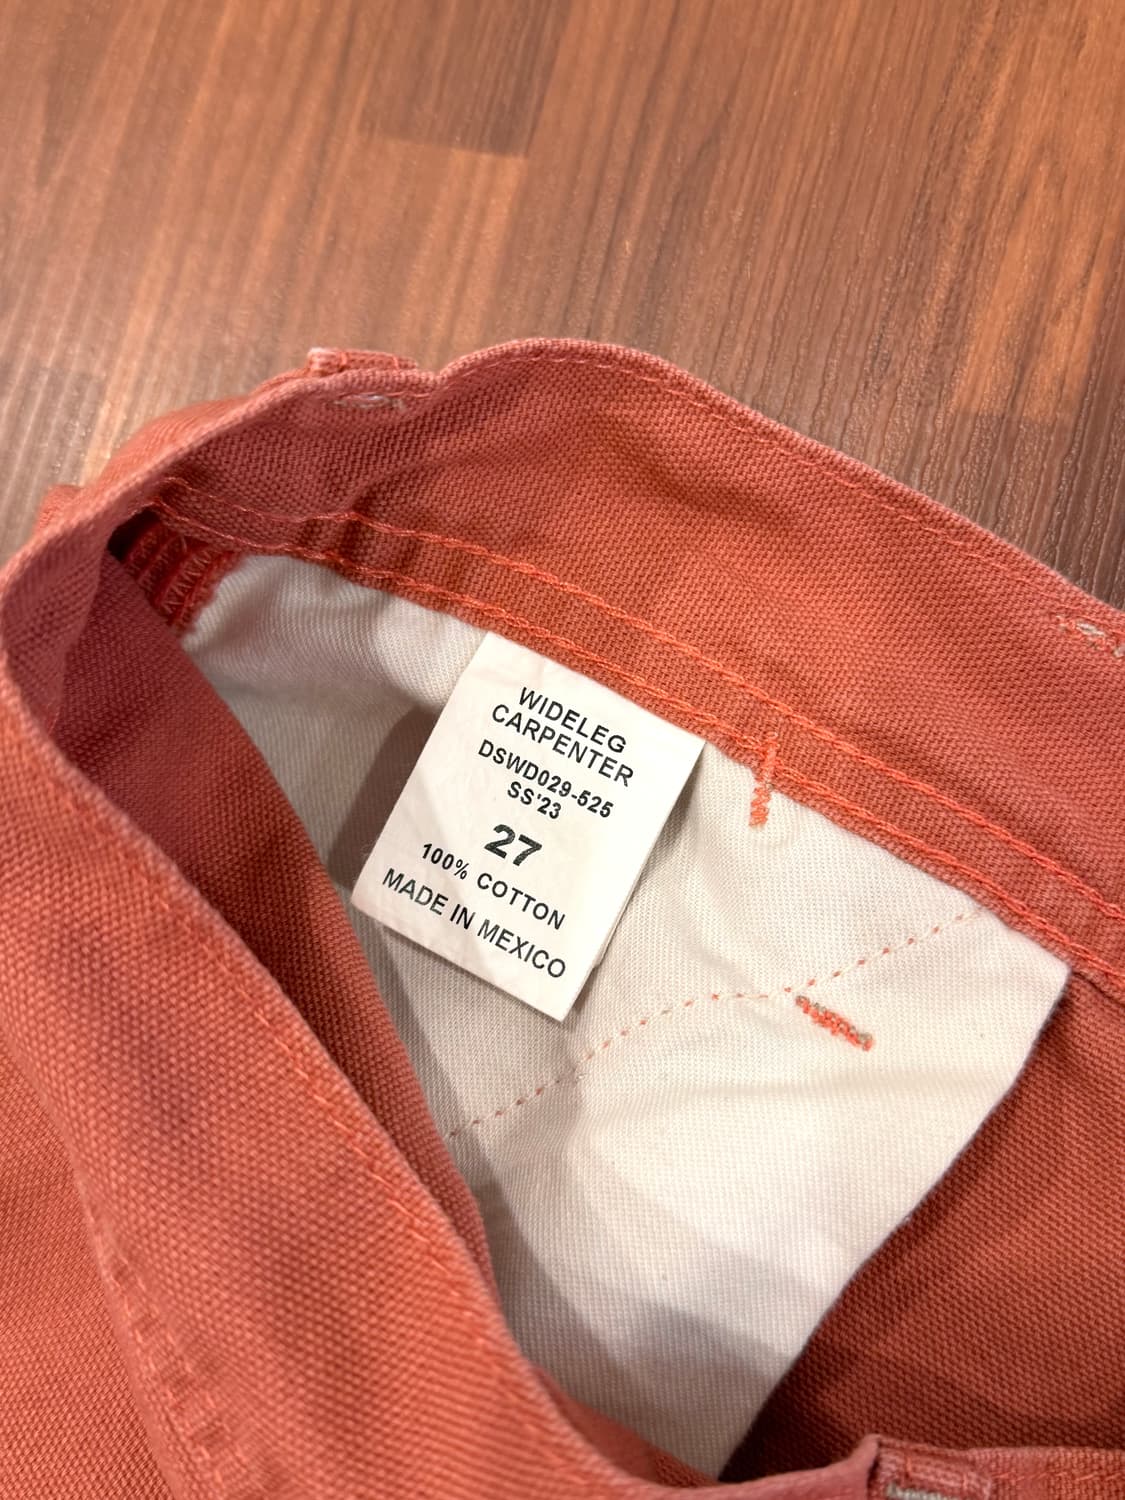 WIDELEG
CARPENTER
DSWD029-525
SS'23
27
100% COTTON
MADE IN MEXICO